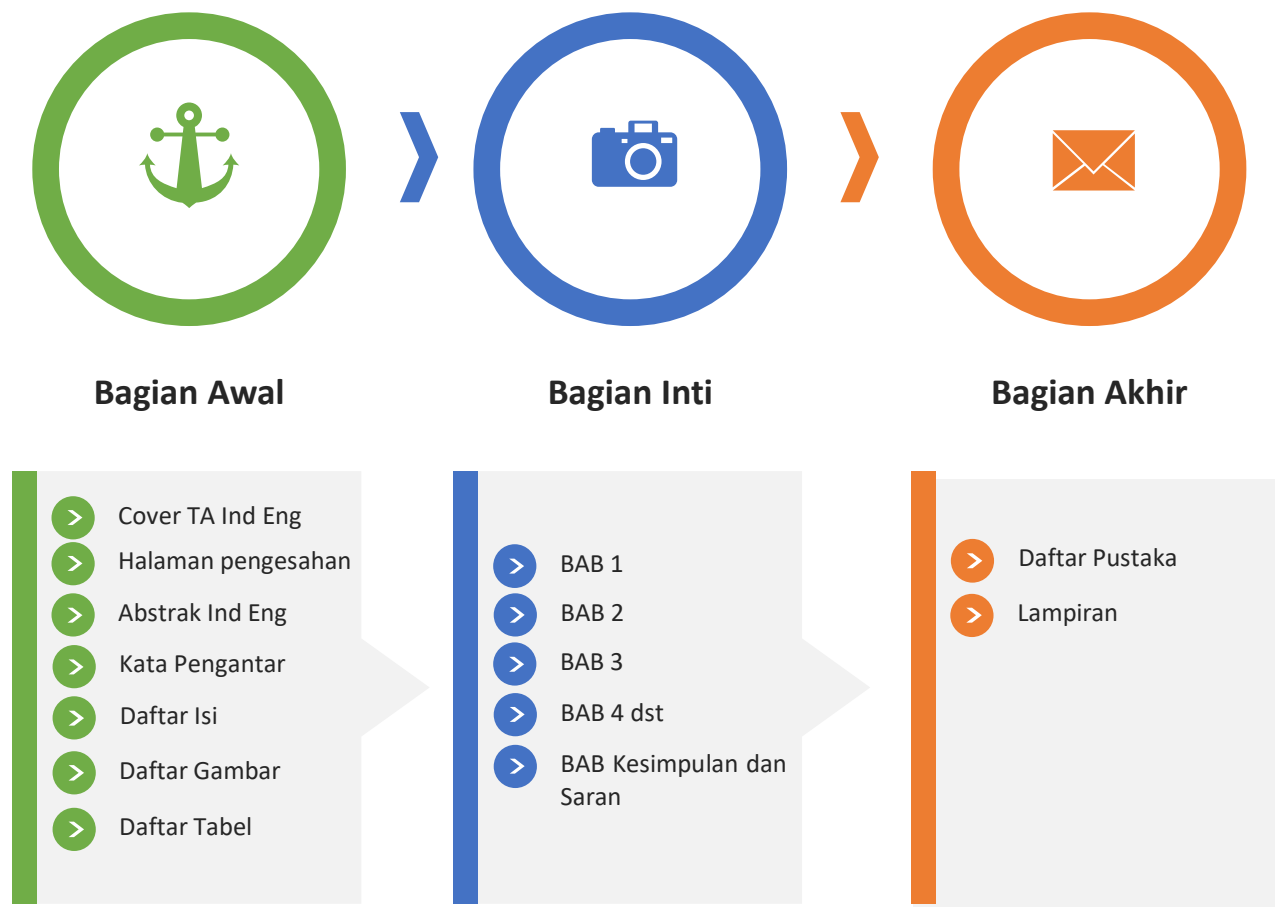 Bagian Awal
Cover TA Ind Eng
Halaman pengesahan
Abstrak Ind Eng
Kata Pengantar
Daftar Isi
Daftar Gambar
Daftar Tabel
Bagian Inti
BAB 1
BAB 2
BAB 3
BAB 4 dst
BAB Kesimpulan dan
Saran
Bagian Akhir
Daftar Pustaka
Lampiran